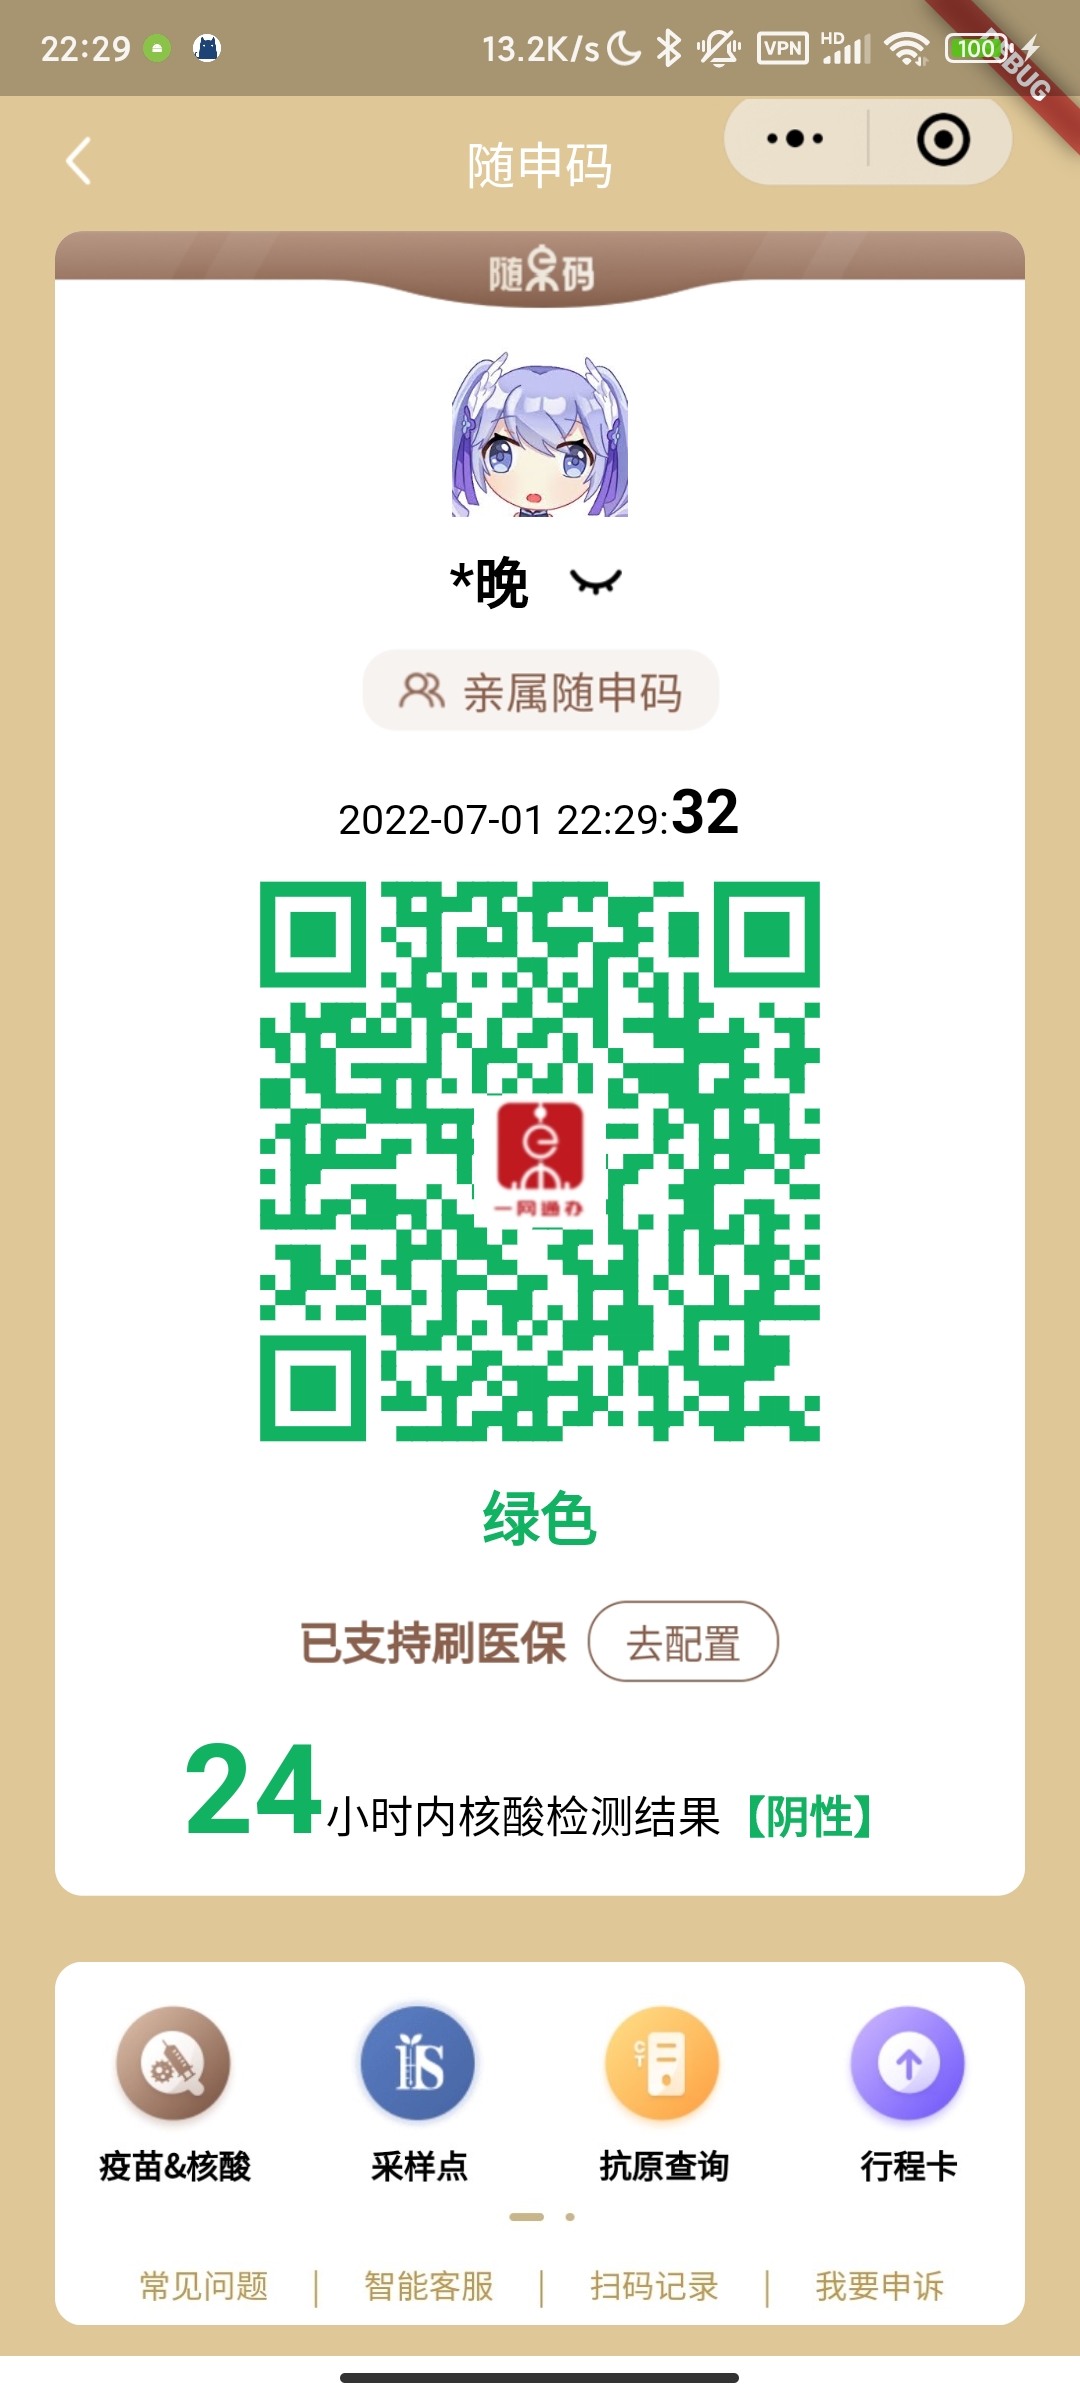 22:29 13.2K/s VPN HD 100
DEBUG
随申码
随申码
*晚
亲属随申码
2022-07-01 22:29:32
一网通办
绿色
已支持刷医保 去配置
24小时内核酸检测结果【阴性】
CT
疫苗&核酸 采样点 抗原查询 行程卡
常见问题 | 智能客服 | 扫码记录 | 我要申诉